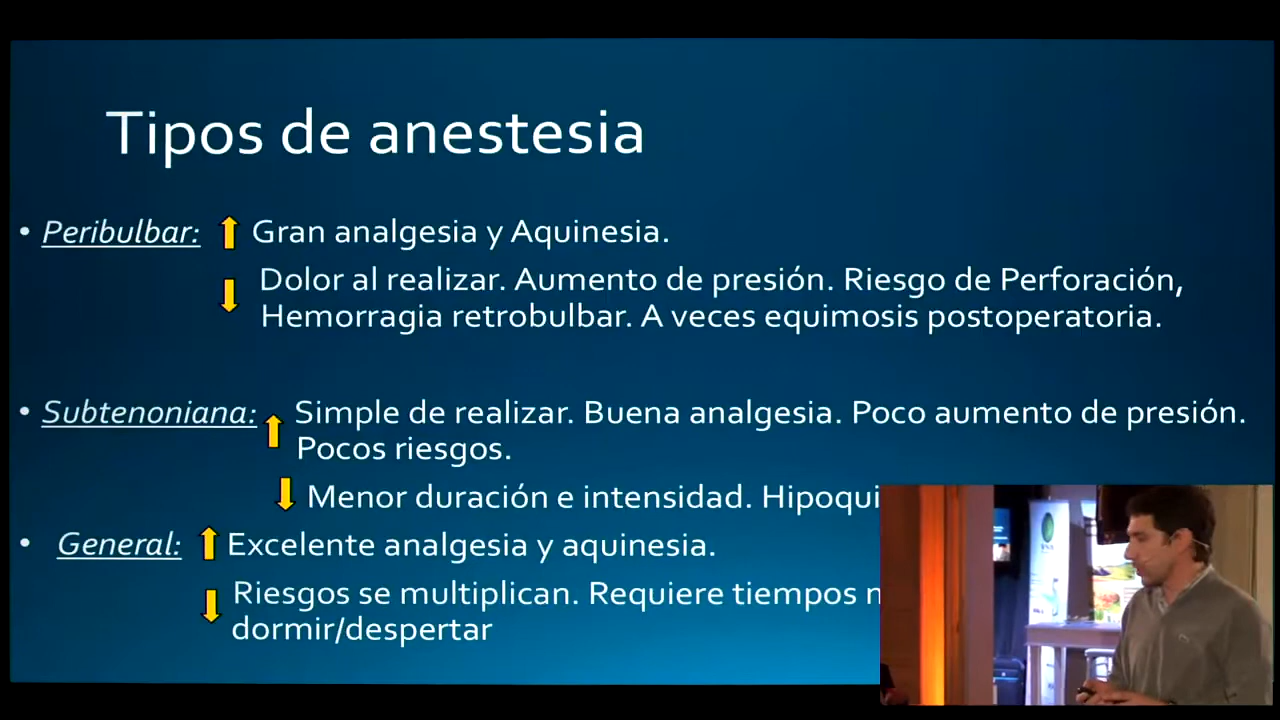 Tipos de anestesia
• Peribulbar: Gran analgesia y Aquinesia.
Dolor al realizar. Aumento de presión. Riesgo de Perforación,
Hemorragia retrobulbar. A veces equimosis postoperatoria.
• Subtenoniana: Simple de realizar. Buena analgesia. Poco aumento de presión.
Pocos riesgos.
Menor duración e intensidad.
• General: Excelente analgesia y aquinesia.
Riesgos se multiplican. Requiere tiempos
dormir/despertar